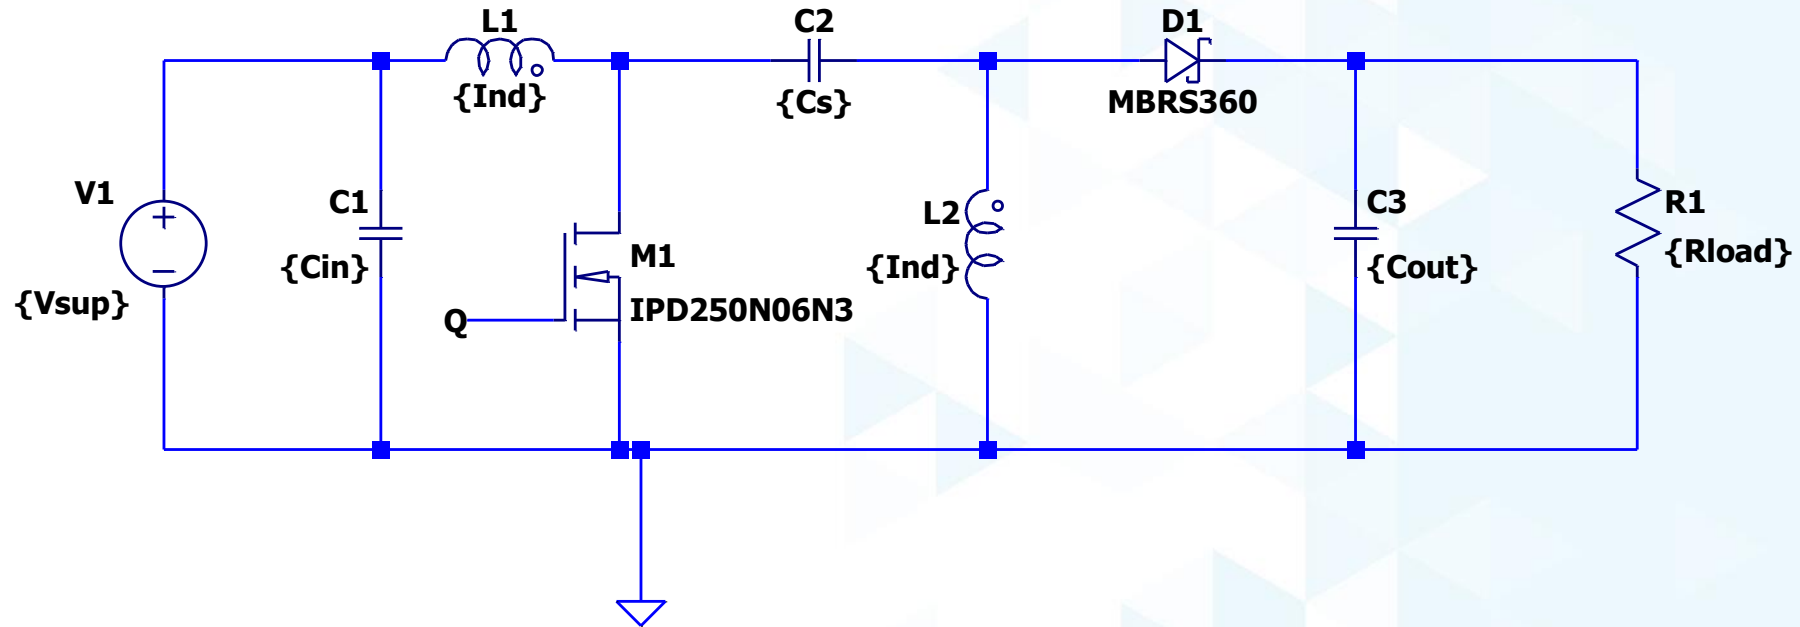 L1
{Ind}
C2
{Cs}
D1
MBRS360
V1
{Vsup}
C1
{Cin}
Q
M1
IPD250N06N3
L2
{Ind}
C3
{Cout}
R1
{Rload}